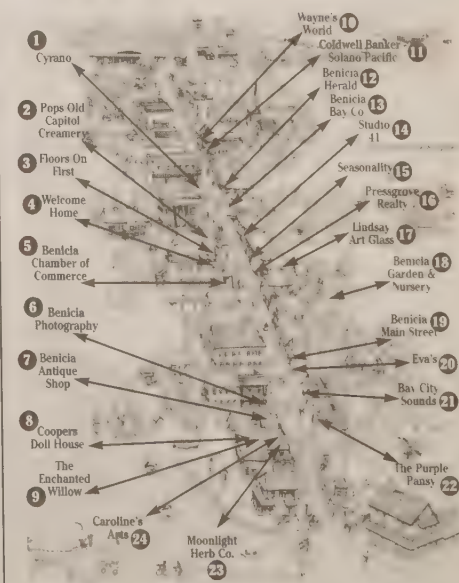 1
Cyrano
2
Pops Old
Capitol
Creamery
3
Floors On
First
4
Welcome
Home
5
Benicia
Chamber of
Commerce
6
Benicia
Photography
7
Benicia
Antique
Shop
8
Coopers
Doll House
9
The
Enchanted
Willow
Wayne's
World
10
Coldwell Banker
Solano Pacific
11
Benicia
Herald
12
Benicia
Bay Co
13
Studio
41
14
Seasonality
15
Pressgrove
Realty
16
Lindsay
Art Glass
17
Benicia
Garden &
Nursery
18
Benicia
Main Street
19
Eva's
20
Bay City
Sounds
21
The Purple
Pansy
22
Moonlight
Herb Co.
23
Caroline's
Arts
24